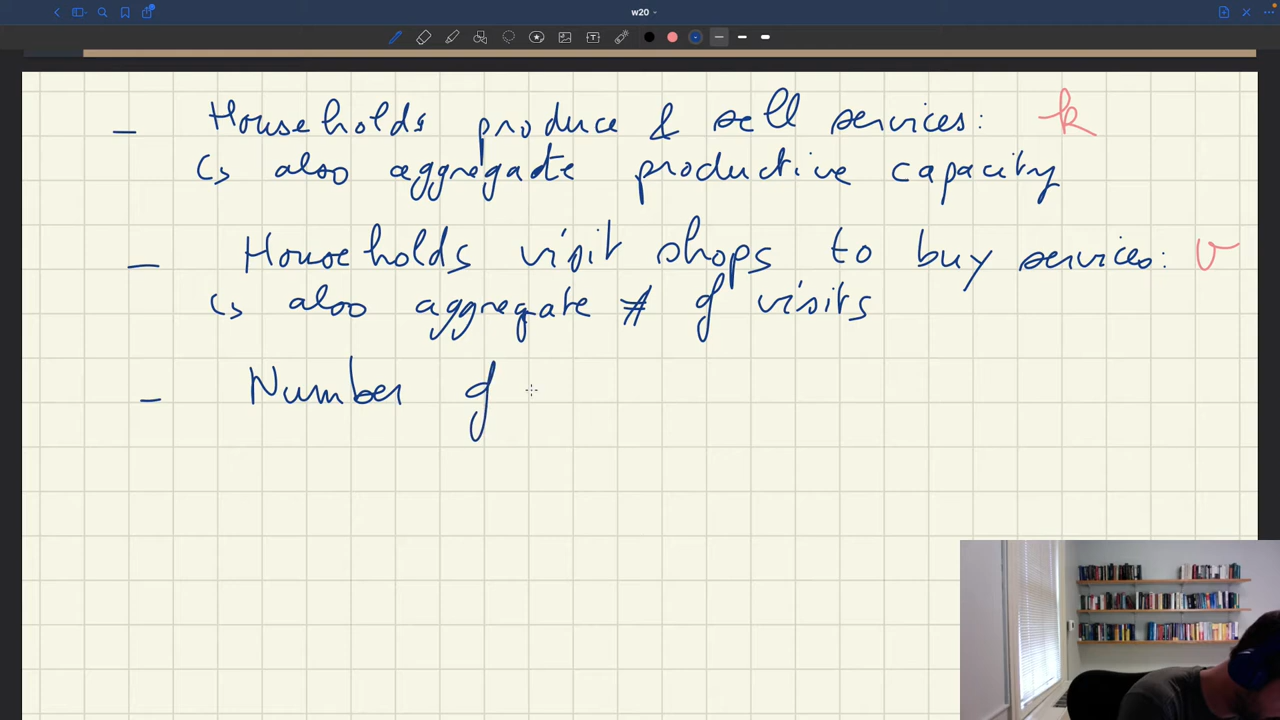 w20
- Households produce & sell services: k
↳ also aggregate productive capacity
- Households visit shops to buy services: v
↳ also aggregate # of visits
- Number of